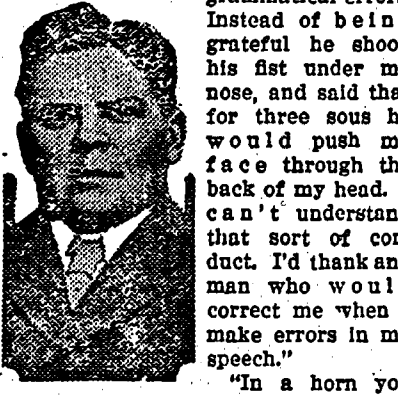 grammatical errors
Instead of bein
grateful he shoo
his fist under m
nose, and said tha
for three sous h
would push m
face through th
back of my head.
can't understan
that sort of con
duct. I'd thank an
man who woul
correct me when
make errors in m
speech."
"In a horn yo